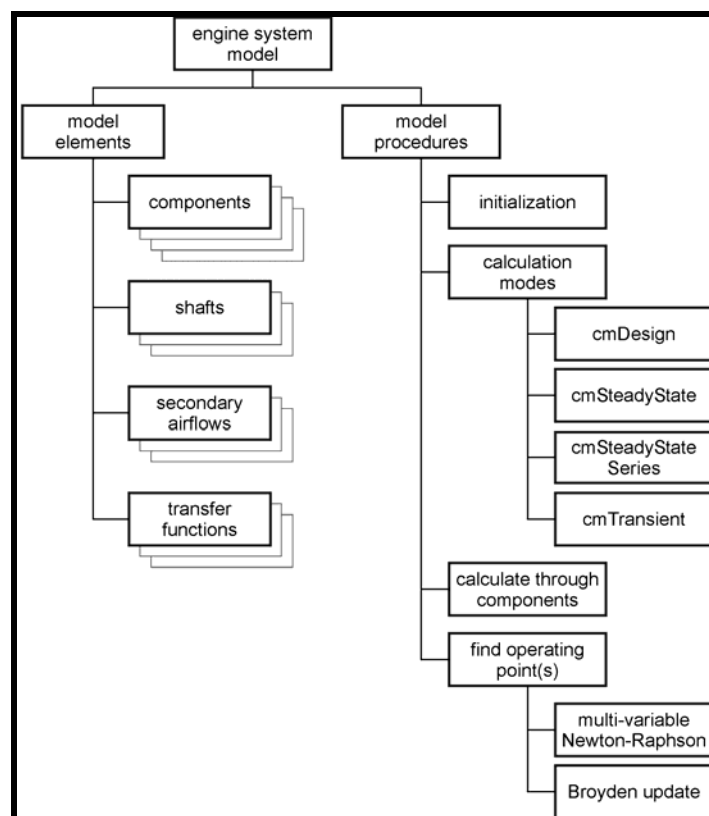 engine system
model
model
elements
components
shafts
secondary
airflows
transfer
functions
model
procedures
initialization
calculation
modes
cmDesign
cmSteadyState
cmSteadyState
Series
cmTransient
calculate through
components
find operating
point(s)
multi-variable
Newton-Raphson
Broyden update